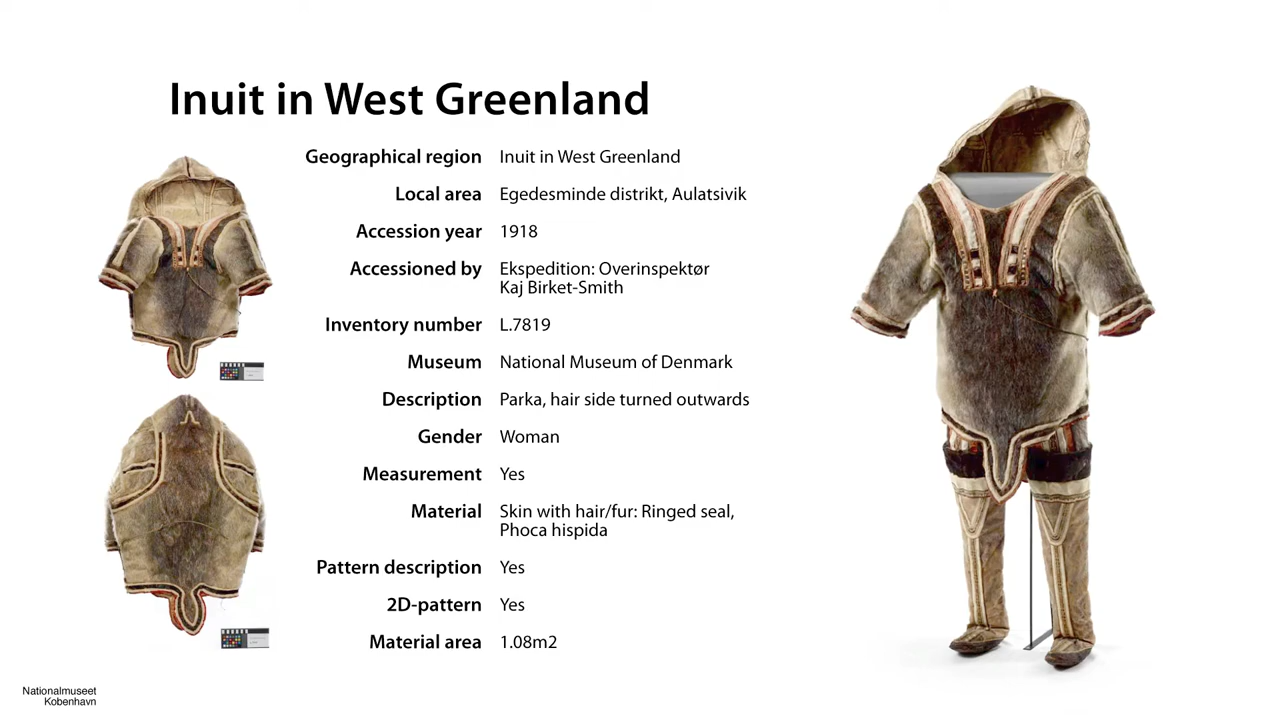 Inuit in West Greenland
Geographical region Inuit in West Greenland
Local area Egedesminde distrikt, Aulatsivik
Accession year 1918
Accessioned by Ekspedition: Overinspektør
Kaj Birket-Smith
Inventory number L.7819
Museum National Museum of Denmark
Description Parka, hair side turned outwards
Gender Woman
Measurement Yes
Material Skin with hair/fur: Ringed seal,
Phoca hispida
Pattern description Yes
2D-pattern Yes
Material area 1.08m2
Nationalmuseet
Kobenhavn